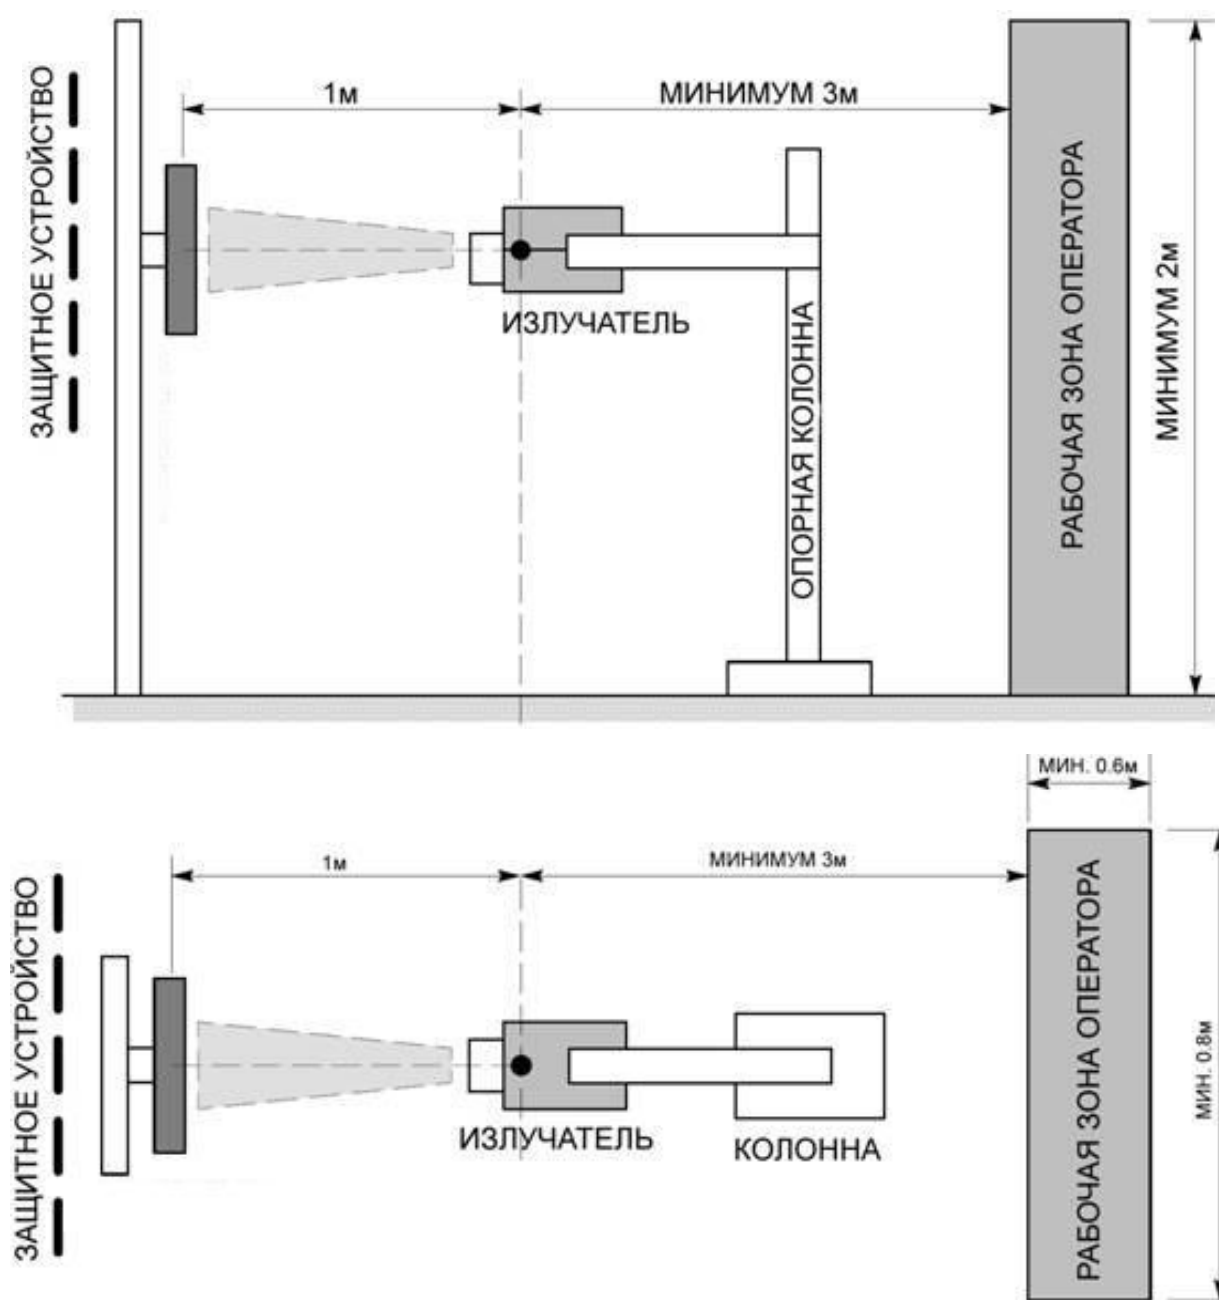 ЗАЩИТНОЕ УСТРОЙСТВО
1м
МИНИМУМ 3м
ИЗЛУЧАТЕЛЬ
ОПОРНАЯ КОЛОННА
РАБОЧАЯ ЗОНА ОПЕРАТОРА
МИНИМУМ 2м
МИН. 0.6м
ЗАЩИТНОЕ УСТРОЙСТВО
1м
МИНИМУМ 3м
ИЗЛУЧАТЕЛЬ
КОЛОННА
РАБОЧАЯ ЗОНА ОПЕРАТОРА
МИН. 0.8м